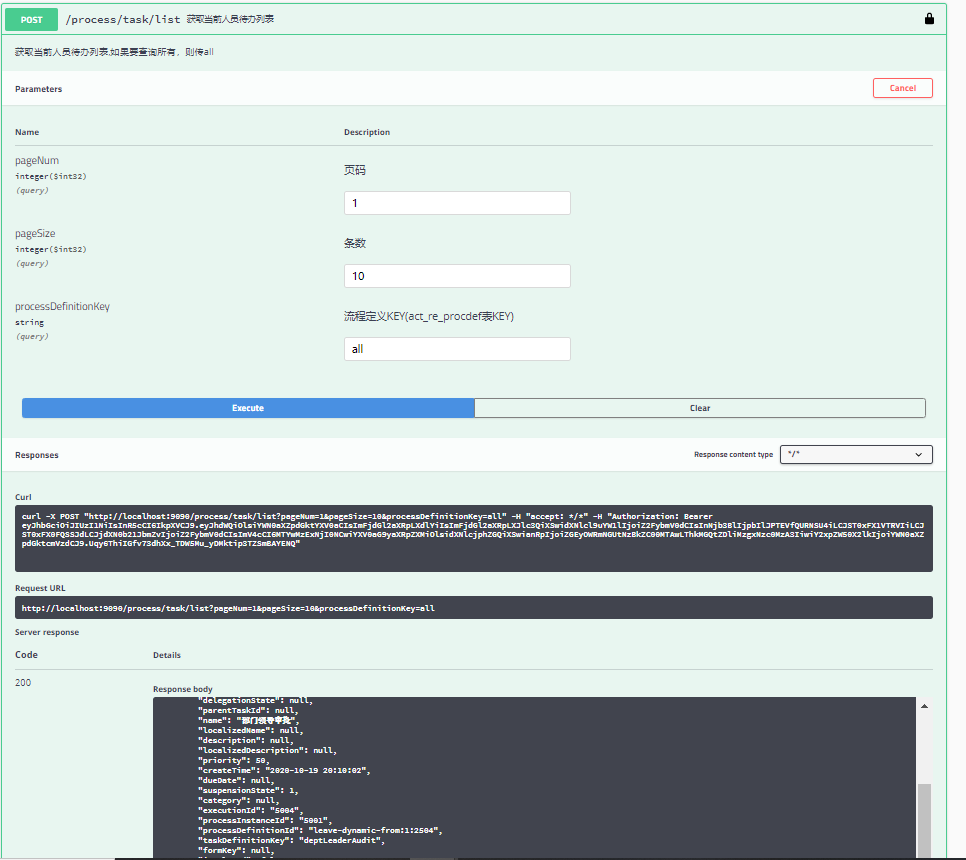 POST /process/task/list 获取当前人员待办列表
获取当前人员待办列表,如果要查询所有，则传all
Parameters
Cancel
Name Description
pageNum
integer($int32)
(query)
页码
1
pageSize
integer($int32)
(query)
条数
10
processDefinitionKey
string
(query)
流程定义KEY(act_re_procdef表KEY)
all
Execute Clear
Responses Response content type */*
Curl
curl -X POST "http://localhost:9090/process/task/list?pageNum=1&pageSize=10&processDefinitionKey=all" -H "accept: */*" -H "Authorization: Bearer
Request URL
http://localhost:9090/process/task/list?pageNum=1&pageSize=10&processDefinitionKey=all
Server response
Code Details
200
Response body
"delegationState": null,
"parentTaskId": null,
"name": "部门领导审批",
"localizedName": null,
"description": null,
"localizedDescription": null,
"priority": 50,
"createTime": "2020-10-19 20:10:02",
"dueDate": null,
"suspensionState": 1,
"category": null,
"executionId": "5004",
"processInstanceId": "5001",
"processDefinitionId": "leave-dynamic-from:1:2504",
"taskDefinitionKey": "deptLeaderAudit",
"formKey": null,